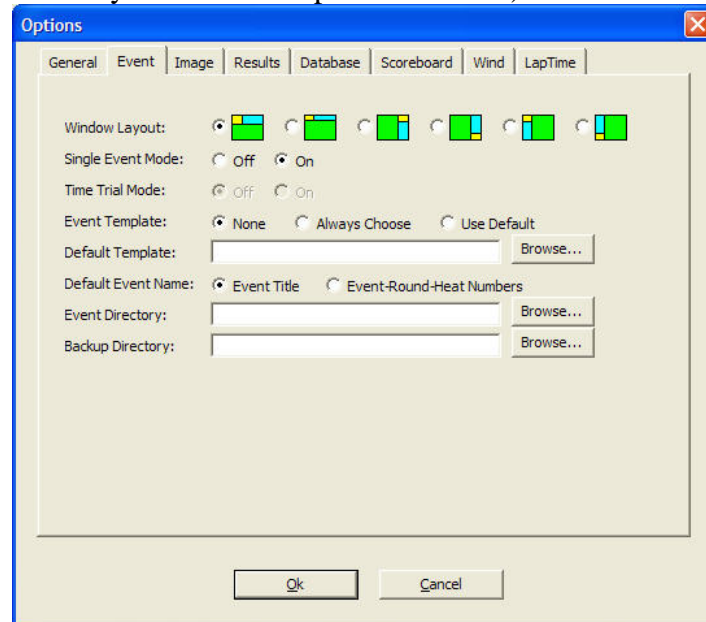 Options
General Event Image Results Database Scoreboard Wind LapTime
Window Layout:
Single Event Mode: Off On
Time Trial Mode: Off On
Event Template: None Always Choose Use Default
Default Template: Browse...
Default Event Name: Event Title Event-Round-Heat Numbers
Event Directory: Browse...
Backup Directory: Browse...
Ok Cancel